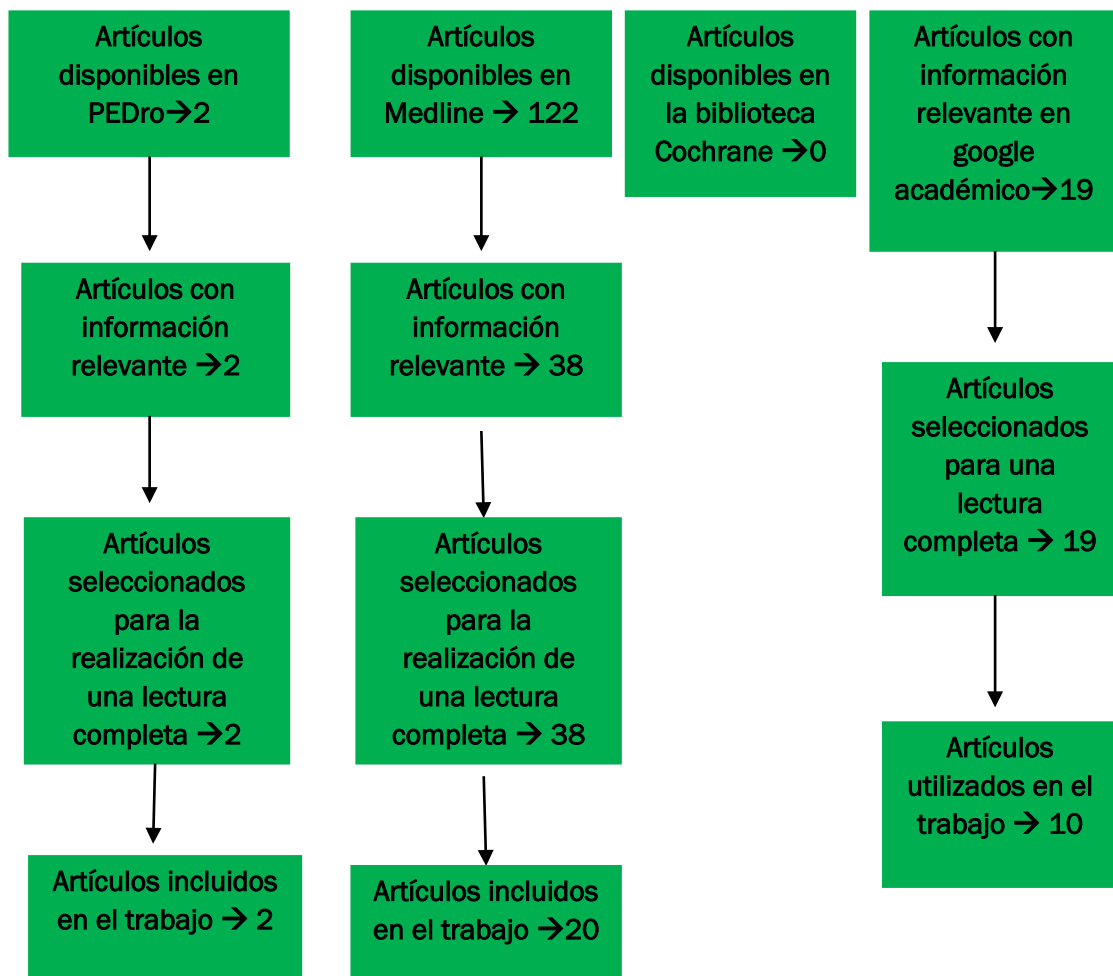 Artículos
disponibles en
PEDro→2
Artículos con
información
relevante →2
Artículos
seleccionados
para la
realización de
una lectura
completa →2
Artículos incluidos
en el trabajo → 2
Artículos
disponibles en
Medline → 122
Artículos con
información
relevante → 38
Artículos
seleccionados
para la
realización de
una lectura
completa → 38
Artículos incluidos
en el trabajo →20
Artículos
disponibles en
la biblioteca
Cochrane →0
Artículos con
información
relevante en
google
académico→19
Artículos
seleccionados
para una
lectura
completa → 19
Artículos
utilizados en el
trabajo → 10